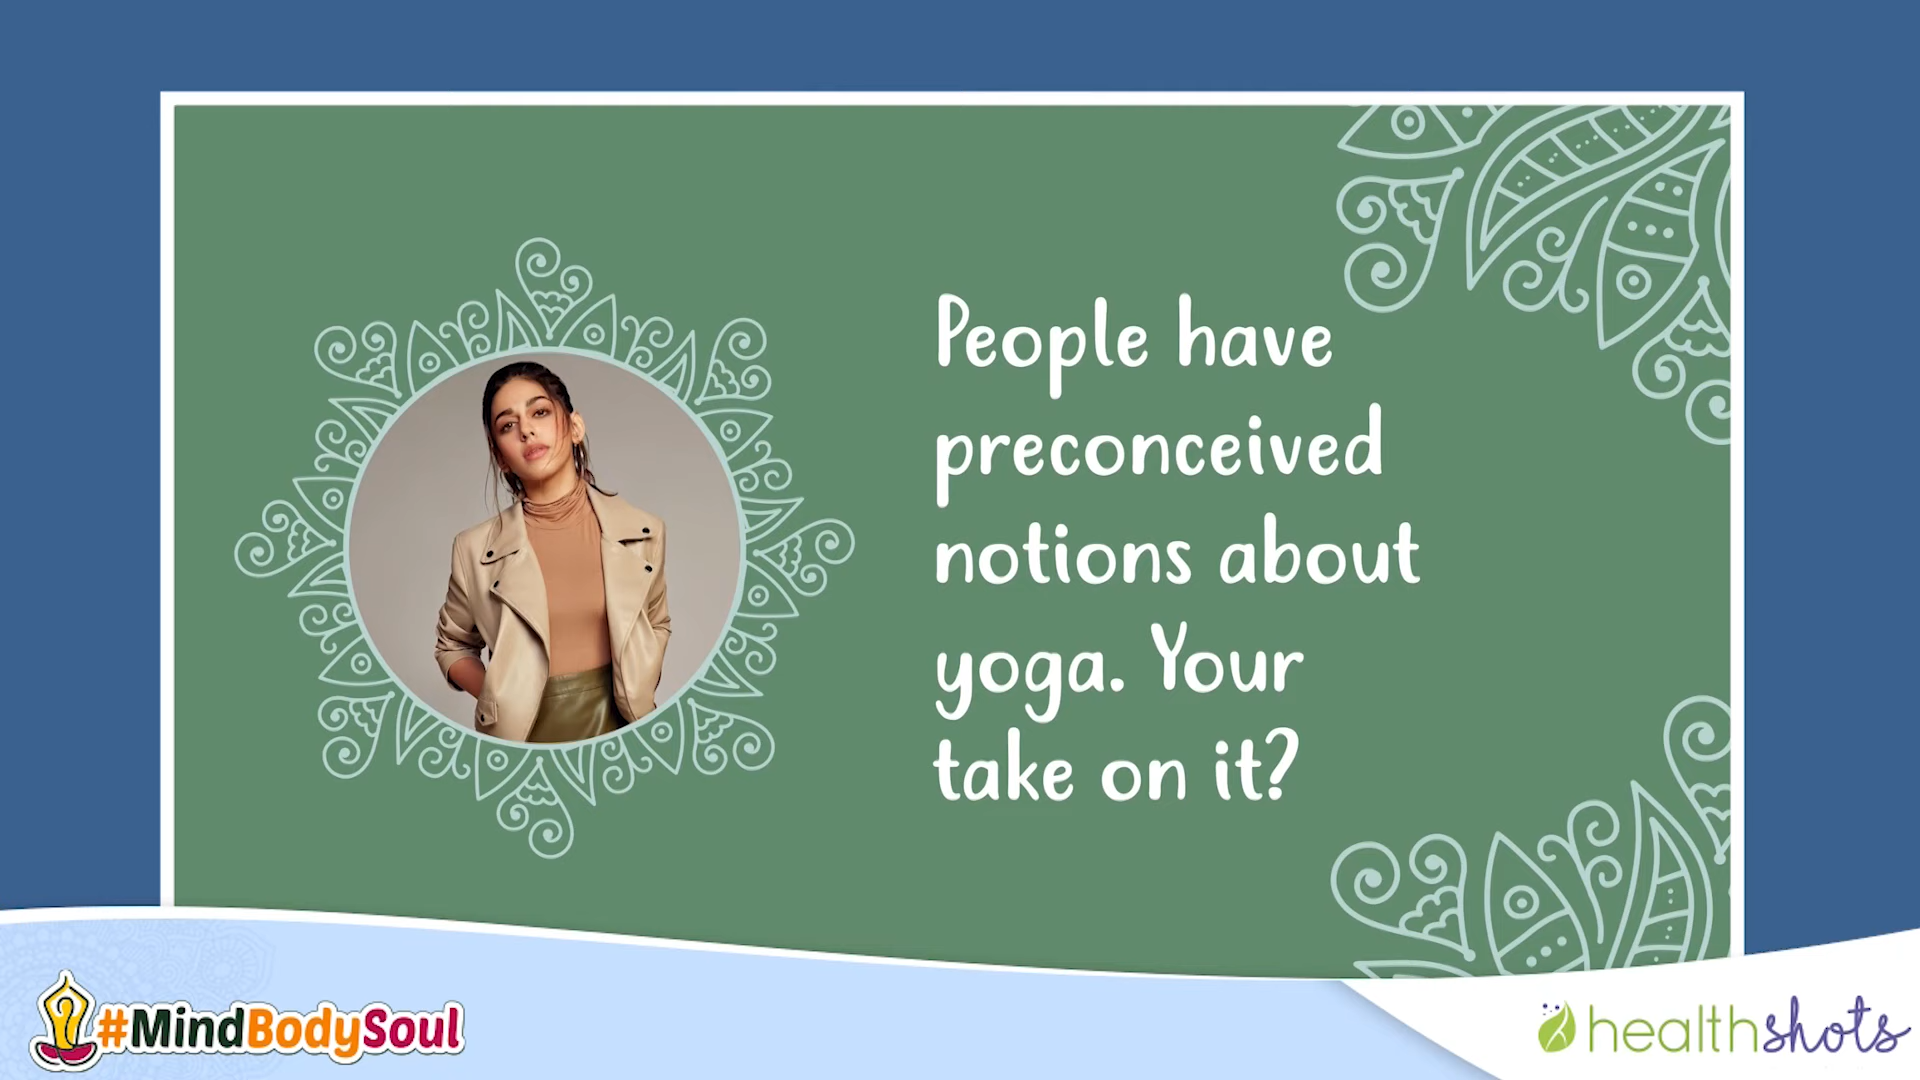 People have
preconceived
notions about
yoga. Your
take on it?
#MindBodySoul
healthshots